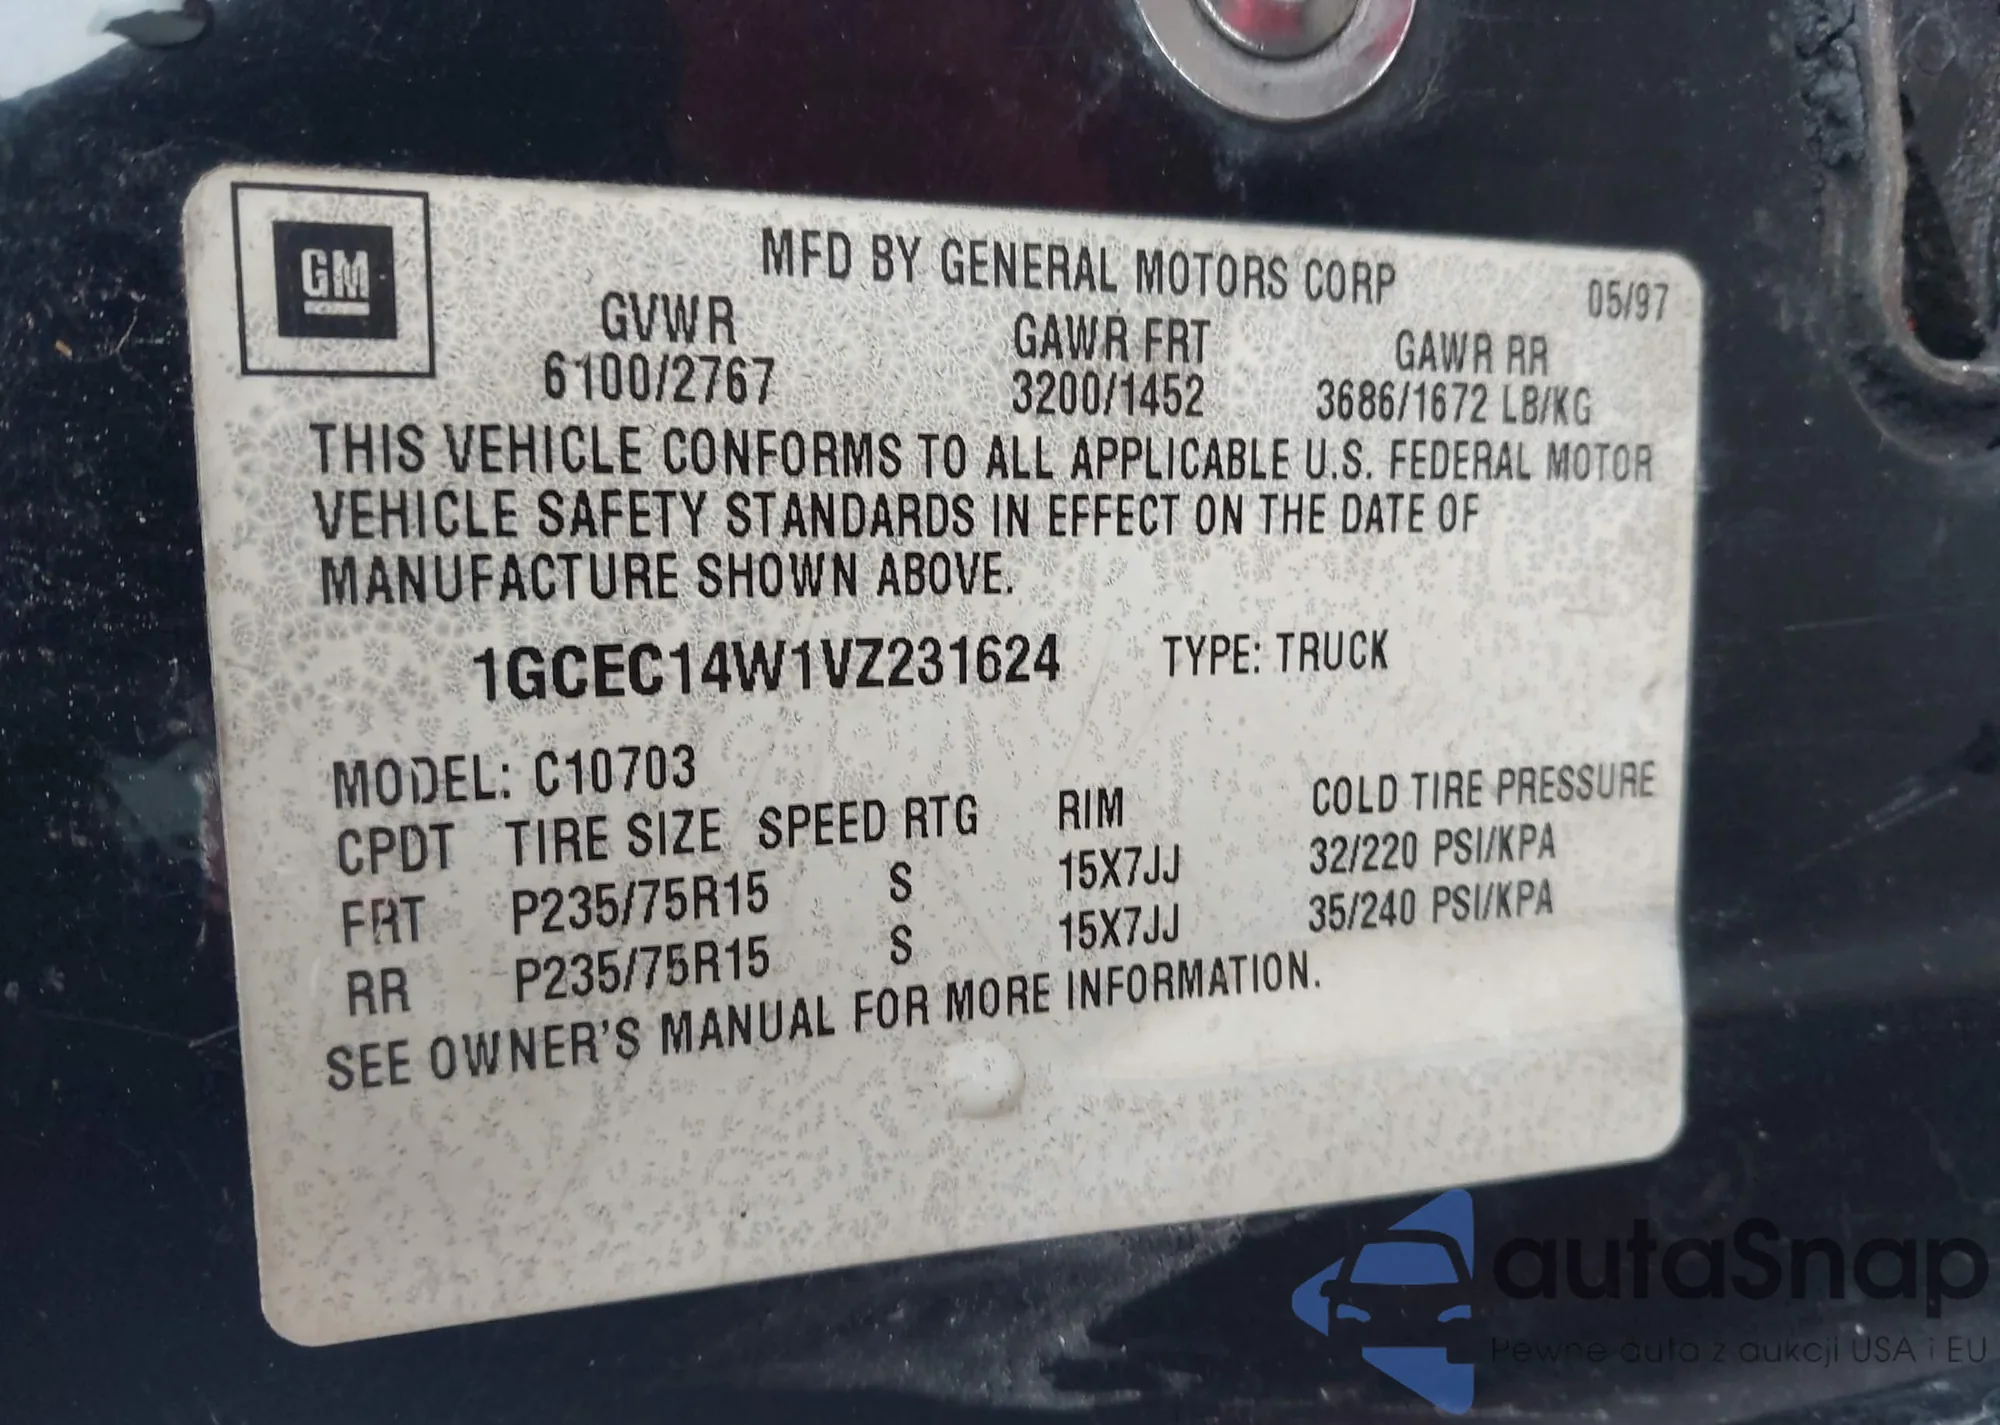 GM
MFD BY GENERAL MOTORS CORP
05/97
GVWR GAWR FRT GAWR RR
6100/2767 3200/1452 3686/1672 LB/KG
THIS VEHICLE CONFORMS TO ALL APPLICABLE U.S. FEDERAL MOTOR
VEHICLE SAFETY STANDARDS IN EFFECT ON THE DATE OF
MANUFACTURE SHOWN ABOVE.
1GCEC14W1VZ231624 TYPE: TRUCK
MODEL: C10703
CPDT TIRE SIZE SPEED RTG RIM COLD TIRE PRESSURE
FRT P235/75R15 S 15X7JJ 32/220 PSI/KPA
RR P235/75R15 S 15X7JJ 35/240 PSI/KPA
SEE OWNER'S MANUAL FOR MORE INFORMATION.
autaSnap
Pewne auta z aukcji USA i EU